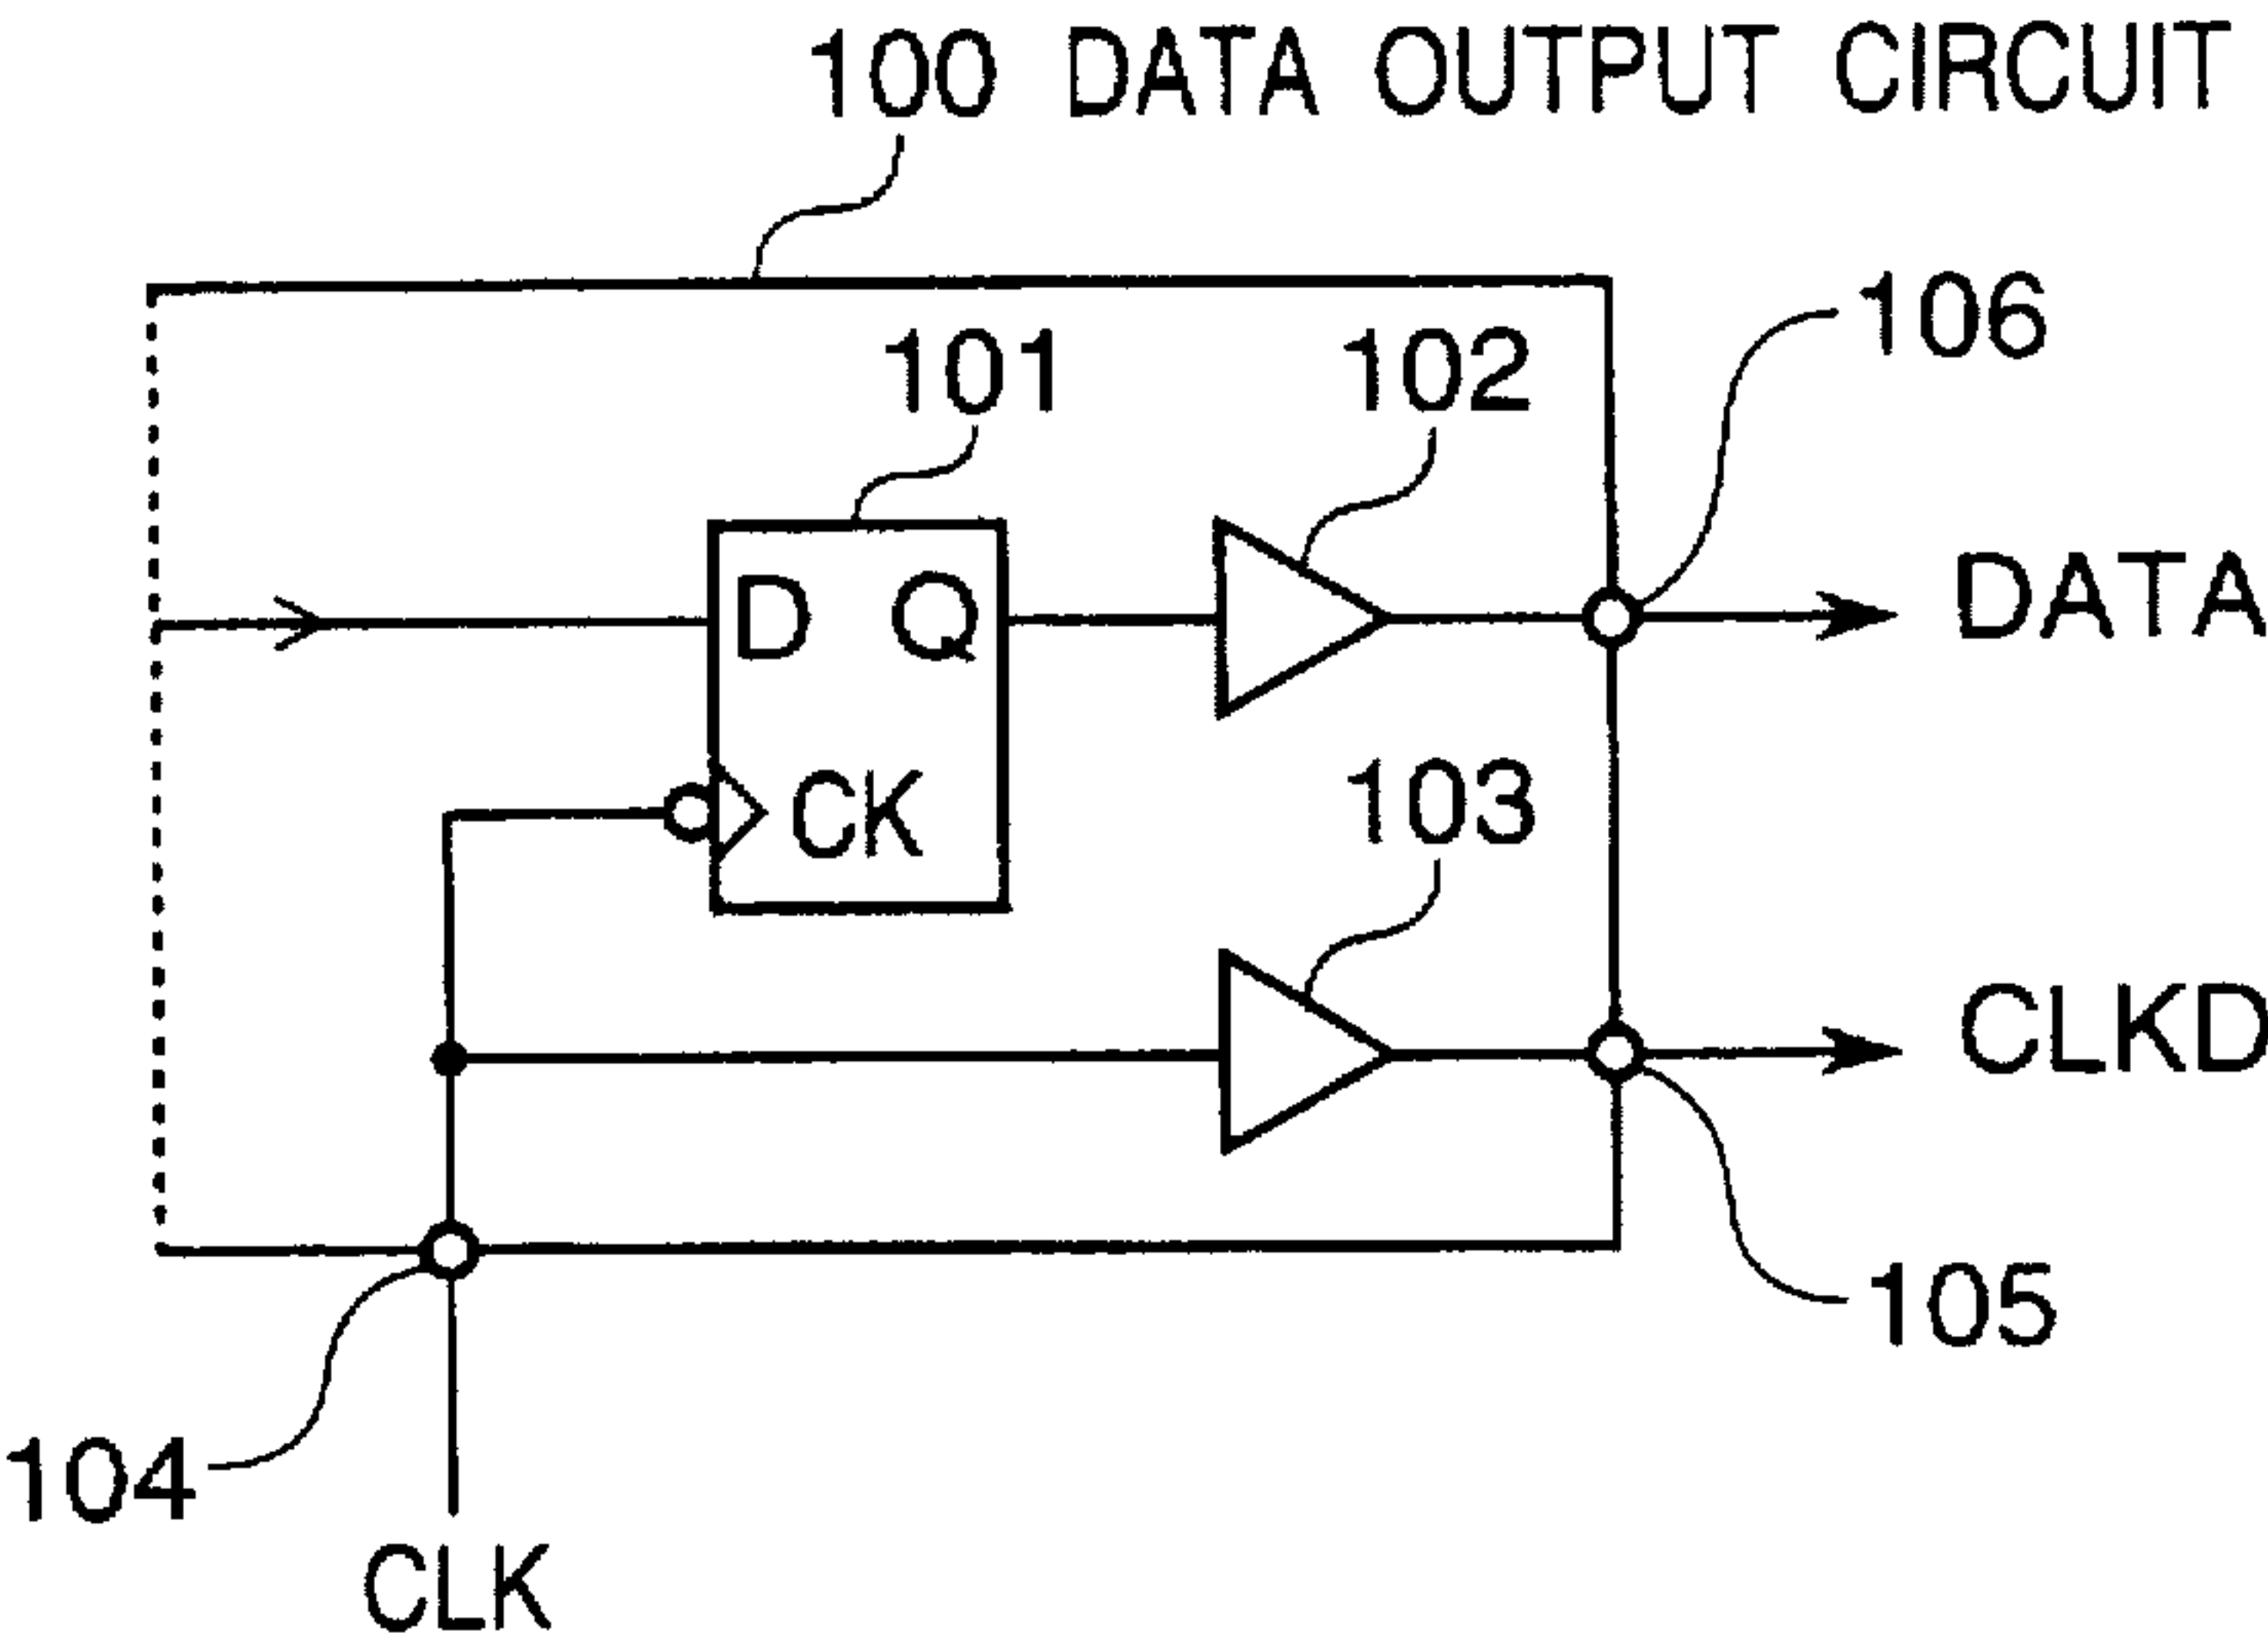 100 DATA OUTPUT CIRCUIT
106
101
102
D Q
DATA
CK
103
CLKD
105
104
CLK